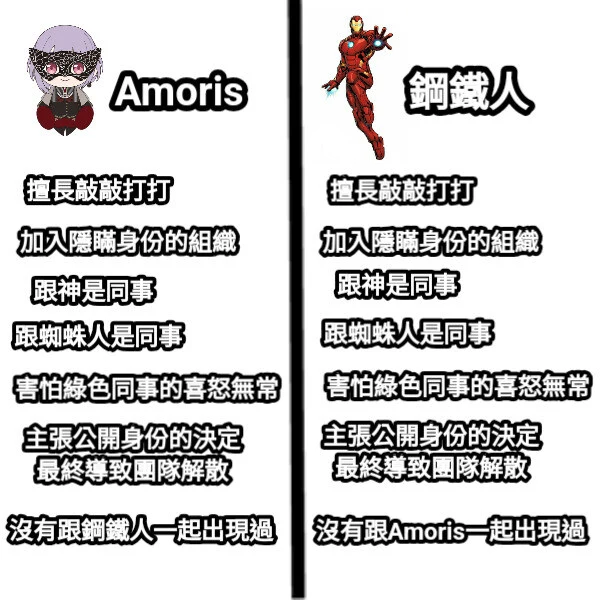 Amoris
擅長敲敲打打
加入隱瞞身份的組織
跟神是同事
跟蜘蛛人是同事
害怕綠色同事的喜怒無常
主張公開身份的決定
最終導致團隊解散
沒有跟鋼鐵人一起出現過
鋼鐵人
擅長敲敲打打
加入隱瞞身份的組織
跟神是同事
跟蜘蛛人是同事
害怕綠色同事的喜怒無常
主張公開身份的決定
最終導致團隊解散
沒有跟Amoris一起出現過